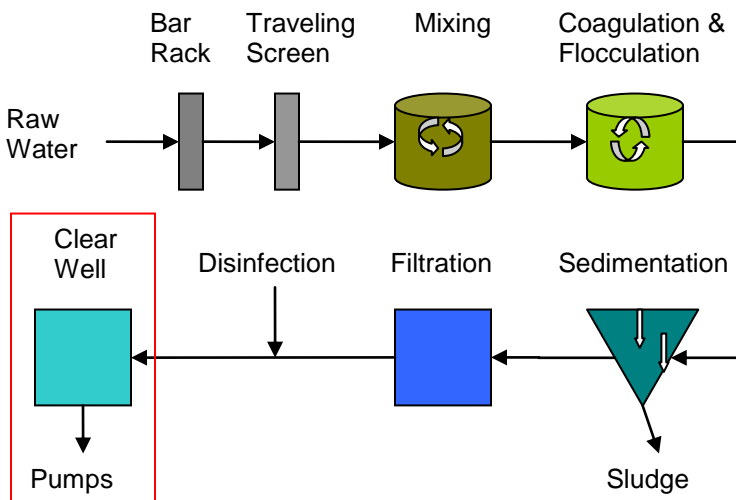 Bar
Rack
Traveling
Screen
Mixing
Coagulation &
Flocculation
Raw
Water
Clear
Well
Disinfection
Filtration
Sedimentation
Pumps
Sludge